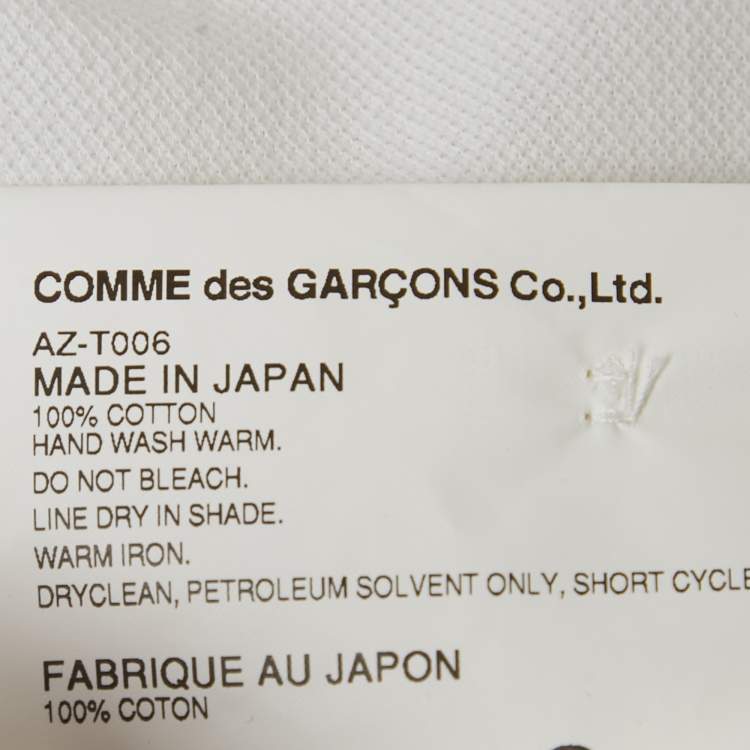 COMME des GARÇONS Co.,Ltd.
AZ-T006
MADE IN JAPAN
100% COTTON
HAND WASH WARM.
DO NOT BLEACH.
LINE DRY IN SHADE.
WARM IRON.
DRYCLEAN, PETROLEUM SOLVENT ONLY, SHORT CYCLE
FABRIQUE AU JAPON
100% COTON